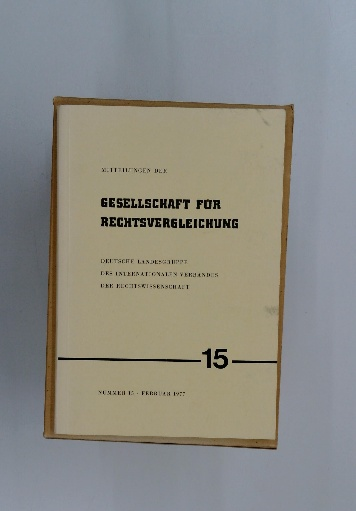 MITTEILUNGEN DER
GESELLSCHAFT FÜR
RECHTSVERGLEICHUNG
DEUTSCHE LANDESGRUPPE
DES INTERNATIONALEN VERBANDES
DER RECHTSWISSENSCHAFT
15
NUMMER 15 · FEBRUAR 1977